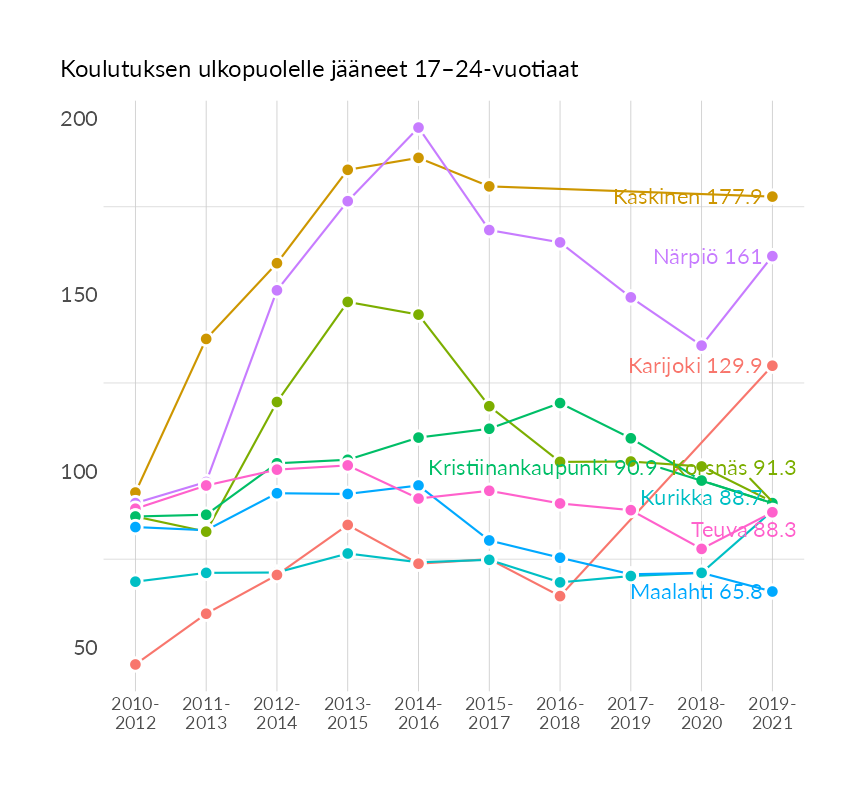 Koulutuksen ulkopuolelle jääneet 17–24-vuotiaat
200
150
100
50
Kaskinen 177.9
Närpiö 161
Karijoki 129.9
Kristiinankaupunki 90.9
Korsnäs 91.3
Kurikka 88.7
Teuva 88.3
Maalahti 65.8
2010-
2012
2011-
2013
2012-
2014
2013-
2015
2014-
2016
2015-
2017
2016-
2018
2017-
2019
2018-
2020
2019-
2021